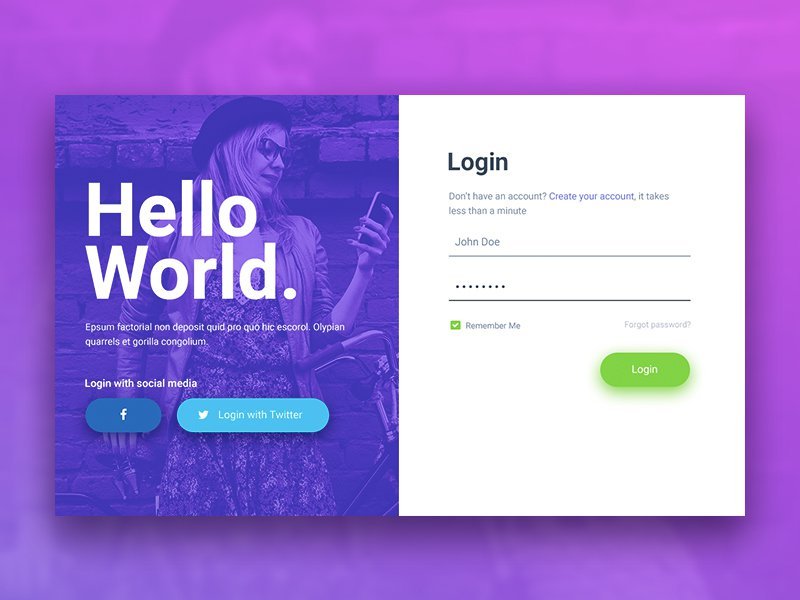 Hello
World.
Epsum factorial non deposit quid pro quo hic escorol. Olypian
quarrels et gorilla congolium.
Login with social media
f
Login with Twitter
Login
Don't have an account? Create your account, it takes
less than a minute
John Doe
••••••••
Remember Me
Forgot password?
Login